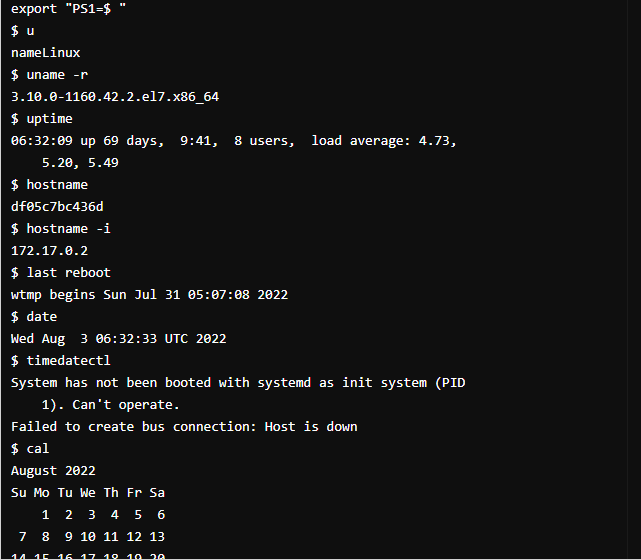 export "PS1=$ "
$ u
nameLinux
$ uname -r
3.10.0-1160.42.2.el7.x86_64
$ uptime
06:32:09 up 69 days,  9:41,  8 users,  load average: 4.73,
    5.20, 5.49
$ hostname
df05c7bc436d
$ hostname -i
172.17.0.2
$ last reboot
wtmp begins Sun Jul 31 05:07:08 2022
$ date
Wed Aug  3 06:32:33 UTC 2022
$ timedatectl
System has not been booted with systemd as init system (PID
    1). Can't operate.
Failed to create bus connection: Host is down
$ cal
August 2022
Su Mo Tu We Th Fr Sa
    1  2  3  4  5  6
 7  8  9 10 11 12 13
14 15 16 17 18 19 20